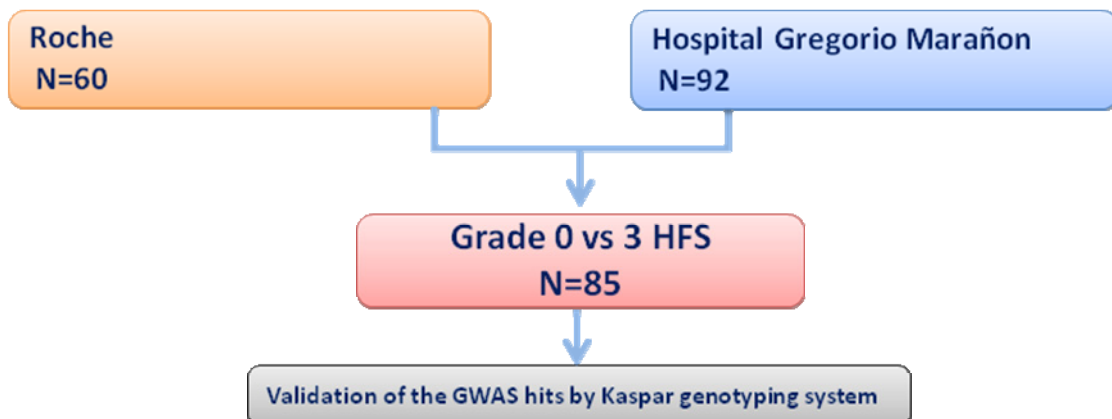 Roche
N=60
Hospital Gregorio Marañon
N=92
Grade 0 vs 3 HFS
N=85
Validation of the GWAS hits by Kaspar genotyping system